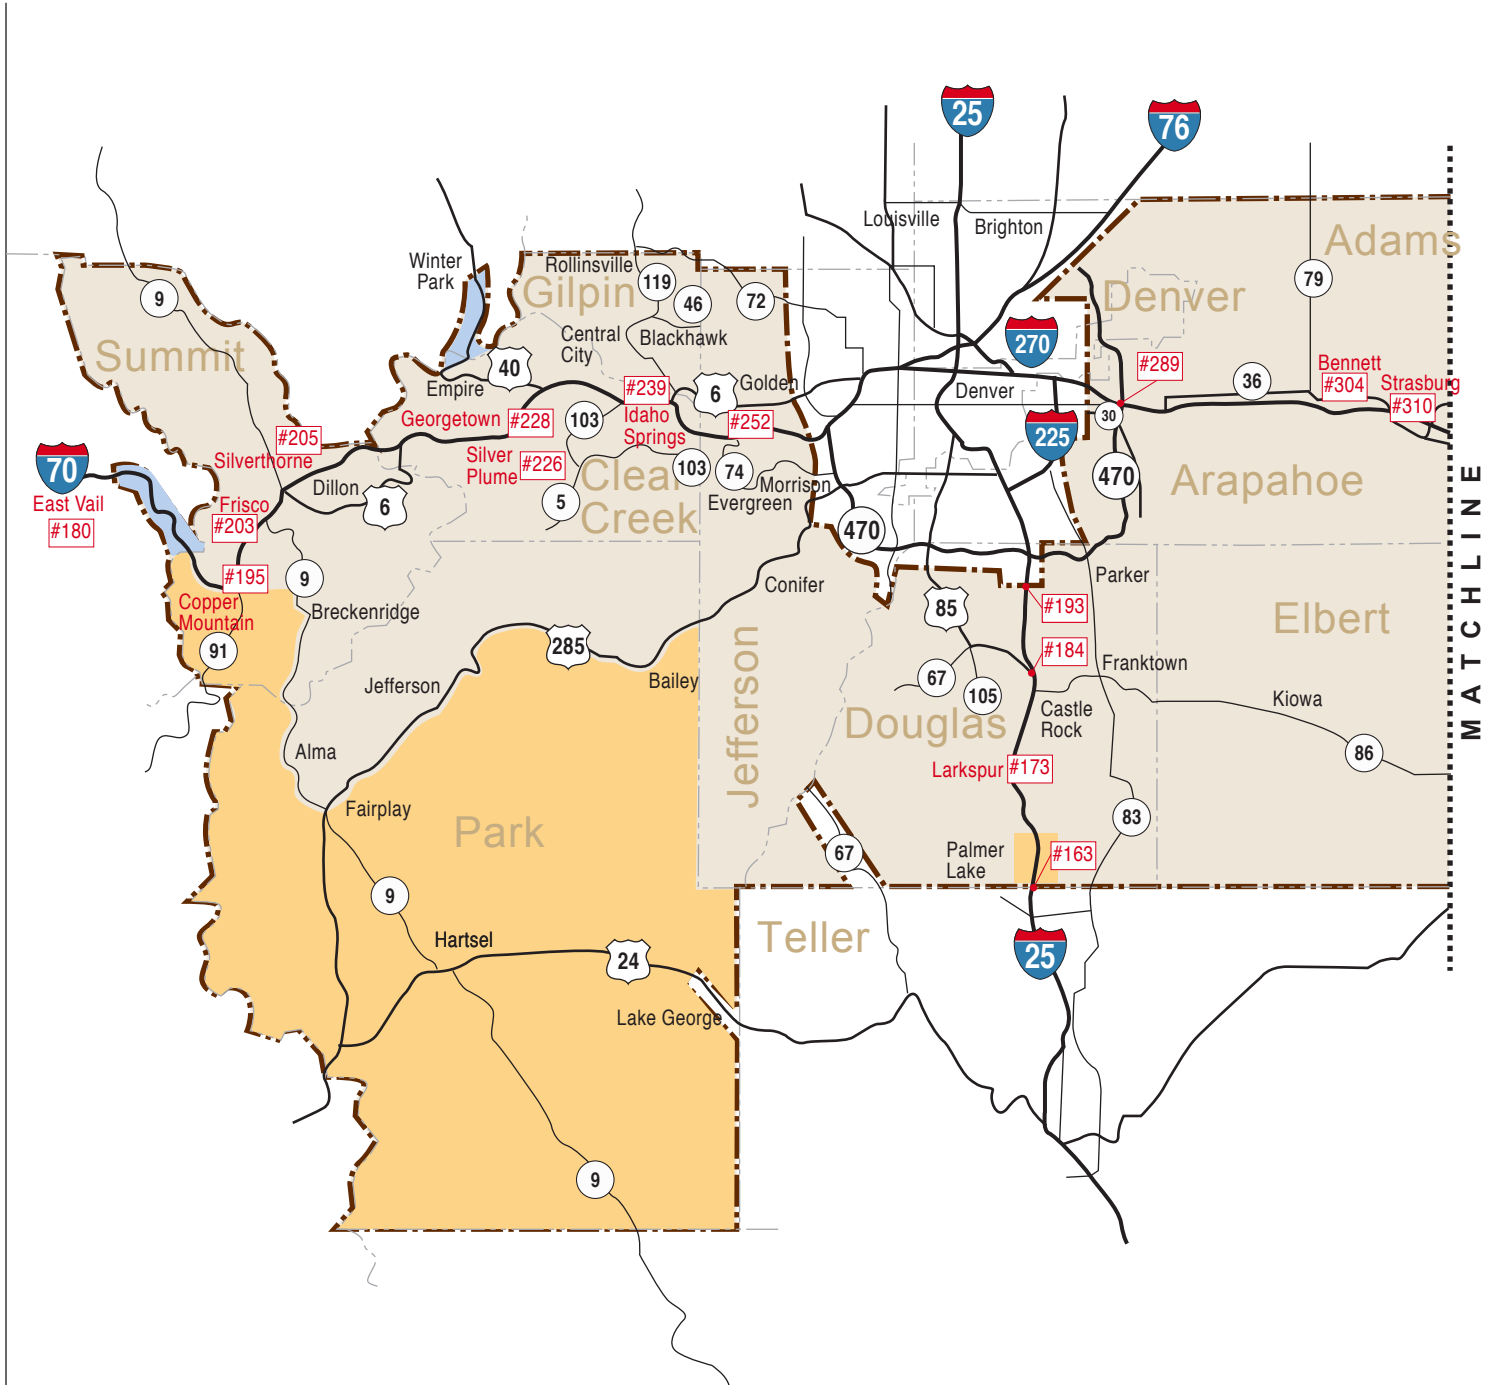 25
76
Louisville
Brighton
Adams
Winter
Park
Rollinsville
119
46
72
79
Gilpin
Denver
9
Summit
Central
City
Blackhawk
270
40
Empire
#239
6
Golden
Denver
#289
36
Bennett
#304
Strasburg
#310
30
Georgetown
#228
103
Idaho
Springs
#252
225
#205
Silverthorne
Silver
Plume
#226
Clear
Creek
103
74
Morrison
Evergreen
470
Arapahoe
70
East Vail
#180
Dillon
6
5
Frisco
#203
470
MATCHLINE
#195
9
Conifer
Parker
Copper
Mountain
Breckenridge
85
#193
Elbert
91
285
Jefferson
#184
Franktown
Jefferson
Bailey
67
105
Castle
Rock
Kiowa
Douglas
Alma
Larkspur
#173
86
Fairplay
Park
83
67
Palmer
Lake
#163
9
Hartsel
Teller
24
25
Lake George
9